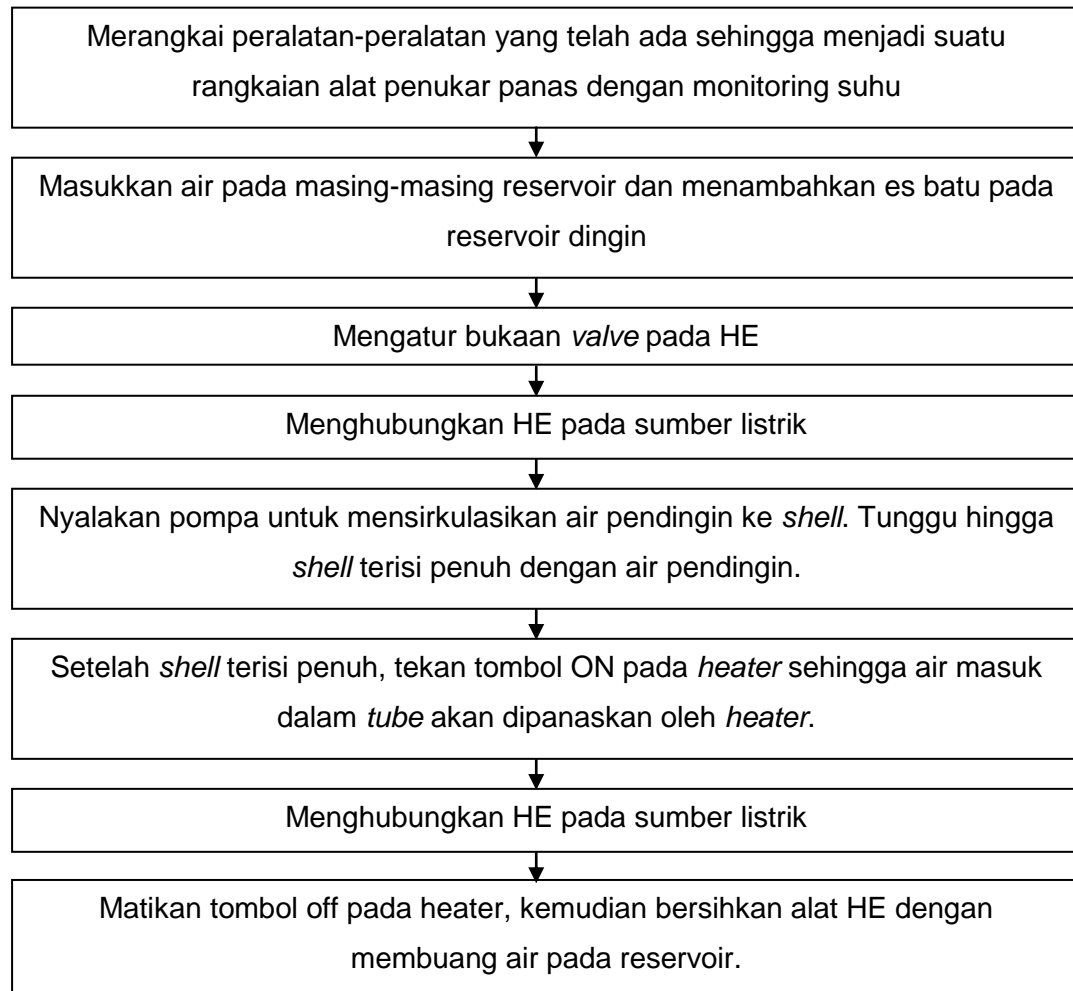 Merangkai peralatan-peralatan yang telah ada sehingga menjadi suatu
rangkaian alat penukar panas dengan monitoring suhu
Masukkan air pada masing-masing reservoir dan menambahkan es batu pada
reservoir dingin
Mengatur bukaan valve pada HE
Menghubungkan HE pada sumber listrik
Nyalakan pompa untuk mensirkulasikan air pendingin ke shell. Tunggu hingga
shell terisi penuh dengan air pendingin.
Setelah shell terisi penuh, tekan tombol ON pada heater sehingga air masuk
dalam tube akan dipanaskan oleh heater.
Menghubungkan HE pada sumber listrik
Matikan tombol off pada heater, kemudian bersihkan alat HE dengan
membuang air pada reservoir.